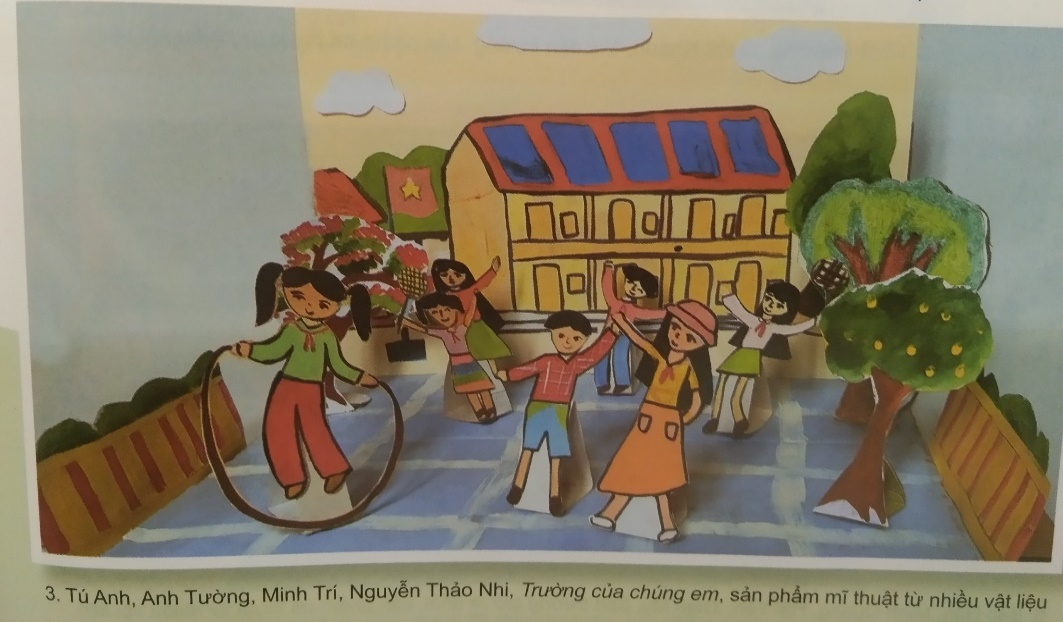 3. Tú Anh, Anh Tường, Minh Trí, Nguyễn Thảo Nhi, Trường của chúng em, sản phẩm mĩ thuật từ nhiều vật liệu